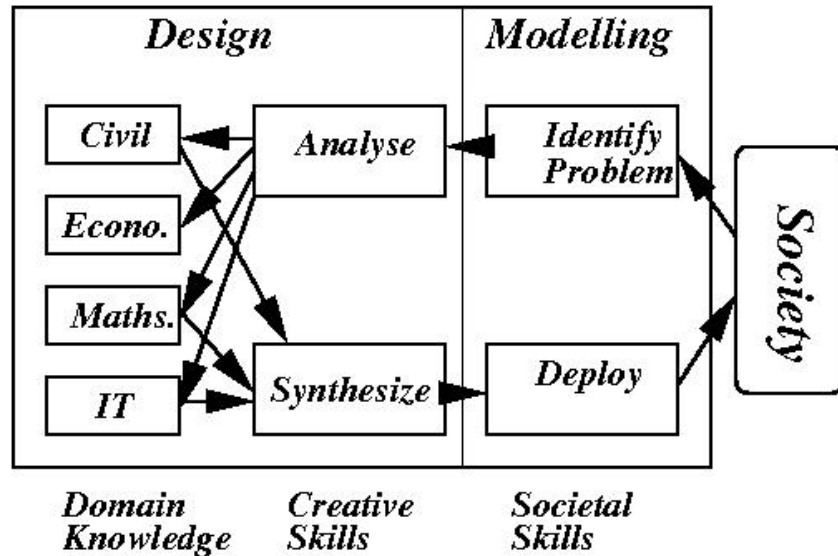 Design
Modelling
Civil
Analyse
Identify
Problem
Econo.
Maths.
IT
Synthesize
Deploy
Society
Domain
Knowledge
Creative
Skills
Societal
Skills